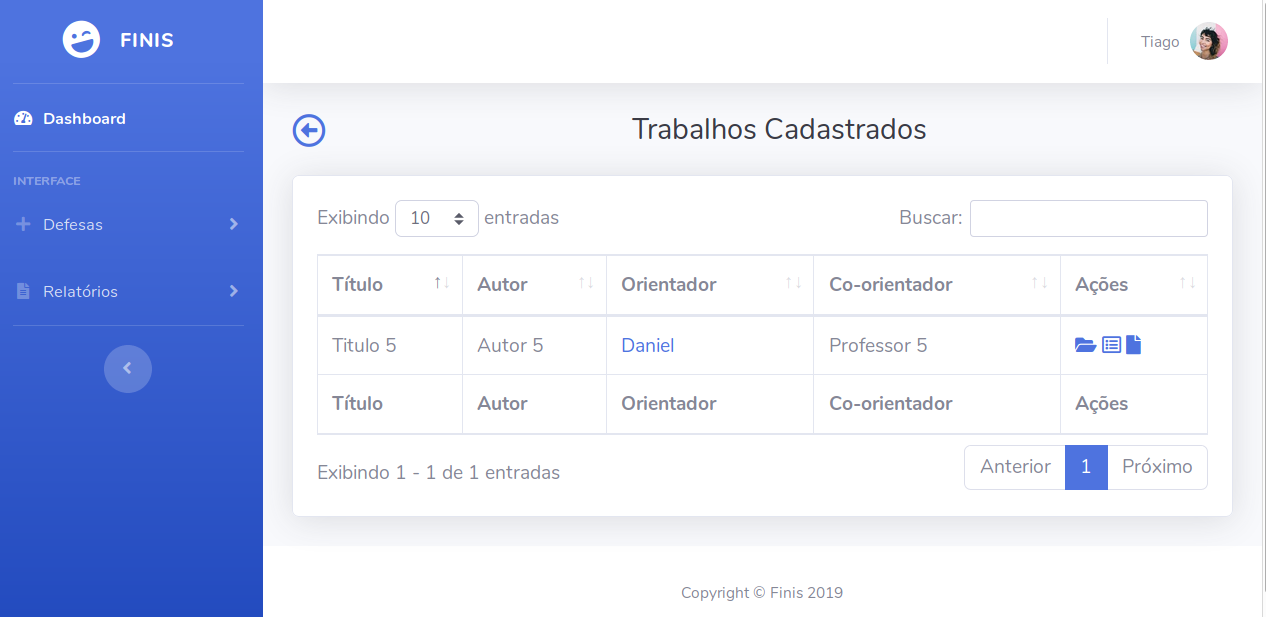 FINIS
Tiago
Dashboard
INTERFACE
Defesas
Relatórios
Trabalhos Cadastrados
Exibindo 10 entradas
Buscar:
Título Autor Orientador Co-orientador Ações
Titulo 5 Autor 5 Daniel Professor 5
Título Autor Orientador Co-orientador Ações
Exibindo 1 - 1 de 1 entradas
Anterior 1 Próximo
Copyright © Finis 2019